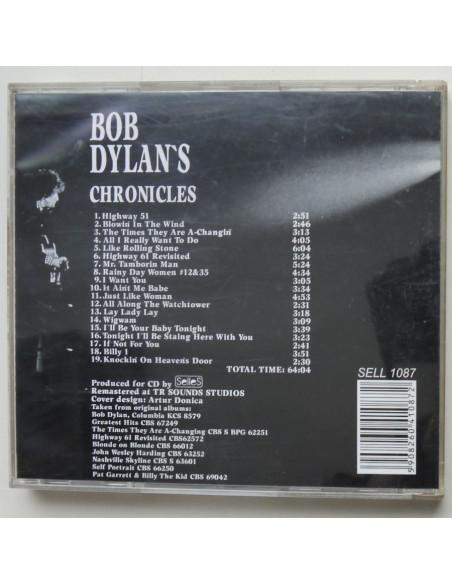 BOB
DYLAN`S
CHRONICLES
1. Highway 51 2:51
2. Blowin In The Wind 2:46
3. The Times They Are A-Changin' 3:13
4. All I Really Want To Do 4:05
5. Like Rolling Stone 6:04
6. Highway 61 Revisited 3:24
7. Mr. Tamborin Man 5:24
8. Rainy Day Women #12&35 4:34
9. I Want You 3:05
10. It Ain't Me Babe 3:34
11. Just Like Woman 4:53
12. All Along The Watchtower 2:31
13. Lay Lady Lay 3:18
14. Wigwam 3:09
15. I'll Be Your Baby Tonight 3:39
16. Tonight I'll Be Staing Here With You 3:23
17. If Not For You 2:41
18. Billy 1 3:51
19. Knockin On Heaven's Door 2:30
TOTAL TIME: 64:04
Produced for CD by SelleS
Remastered at TR SOUNDS STUDIOS
Cover design: Artur Donica
Taken from original albums:
Bob Dylan, Columbia KCS 8579
Greatest Hits CBS 67249
The Times They Are A-Changing CBS S BPG 62251
Highway 61 Revisited CBS62572
Blonde on Blonde CBS 66012
John Wesley Harding CBS 63252
Nashville Skyline CBS S 63601
Self Portrait CBS 66250
Pat Garrett & Billy The Kid CBS 69042
SELL 1087
5 908260 410872